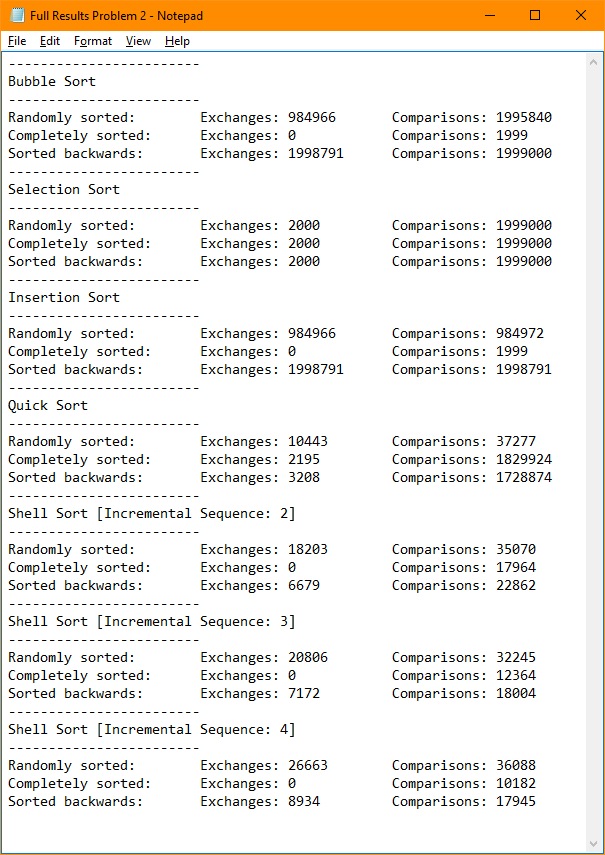 Full Results Problem 2 - Notepad
File Edit Format View Help
------------------------
Bubble Sort
------------------------
Randomly sorted: Exchanges: 984966 Comparisons: 1995840
Completely sorted: Exchanges: 0 Comparisons: 1999
Sorted backwards: Exchanges: 1998791 Comparisons: 1999000
------------------------
Selection Sort
------------------------
Randomly sorted: Exchanges: 2000 Comparisons: 1999000
Completely sorted: Exchanges: 2000 Comparisons: 1999000
Sorted backwards: Exchanges: 2000 Comparisons: 1999000
------------------------
Insertion Sort
------------------------
Randomly sorted: Exchanges: 984966 Comparisons: 984972
Completely sorted: Exchanges: 0 Comparisons: 1999
Sorted backwards: Exchanges: 1998791 Comparisons: 1998791
------------------------
Quick Sort
------------------------
Randomly sorted: Exchanges: 10443 Comparisons: 37277
Completely sorted: Exchanges: 2195 Comparisons: 1829924
Sorted backwards: Exchanges: 3208 Comparisons: 1728874
------------------------
Shell Sort [Incremental Sequence: 2]
------------------------
Randomly sorted: Exchanges: 18203 Comparisons: 35070
Completely sorted: Exchanges: 0 Comparisons: 17964
Sorted backwards: Exchanges: 6679 Comparisons: 22862
------------------------
Shell Sort [Incremental Sequence: 3]
------------------------
Randomly sorted: Exchanges: 20806 Comparisons: 32245
Completely sorted: Exchanges: 0 Comparisons: 12364
Sorted backwards: Exchanges: 7172 Comparisons: 18004
------------------------
Shell Sort [Incremental Sequence: 4]
------------------------
Randomly sorted: Exchanges: 26663 Comparisons: 36088
Completely sorted: Exchanges: 0 Comparisons: 10182
Sorted backwards: Exchanges: 8934 Comparisons: 17945